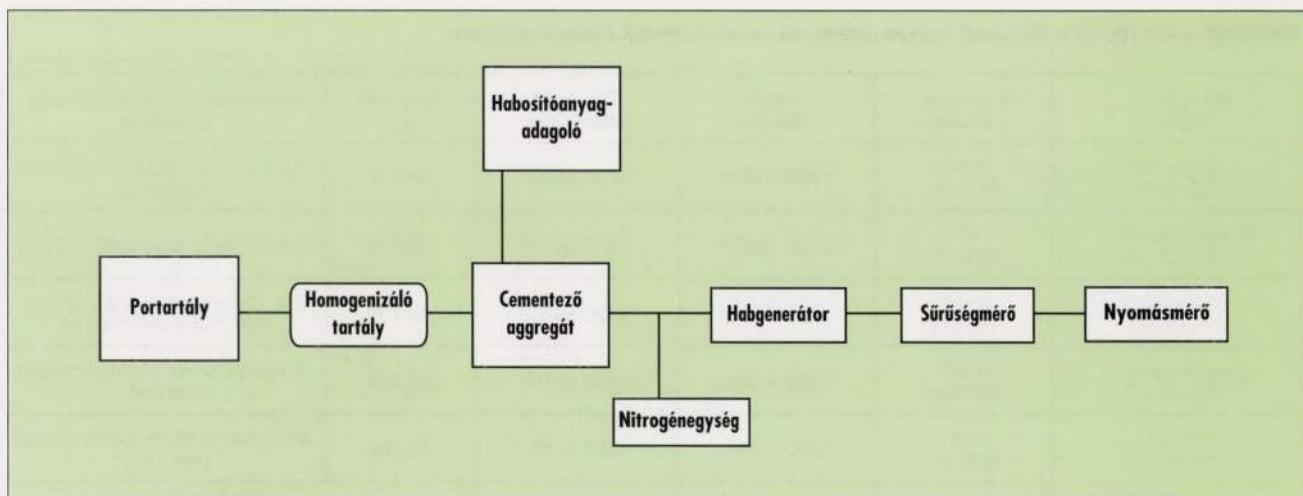 Habosítóanyag-
adagoló
Portartály
Homogenizáló
tartály
Cementező
aggregát
Habgenerátor
Sűrűségmérő
Nyomásmérő
Nitrogénegység